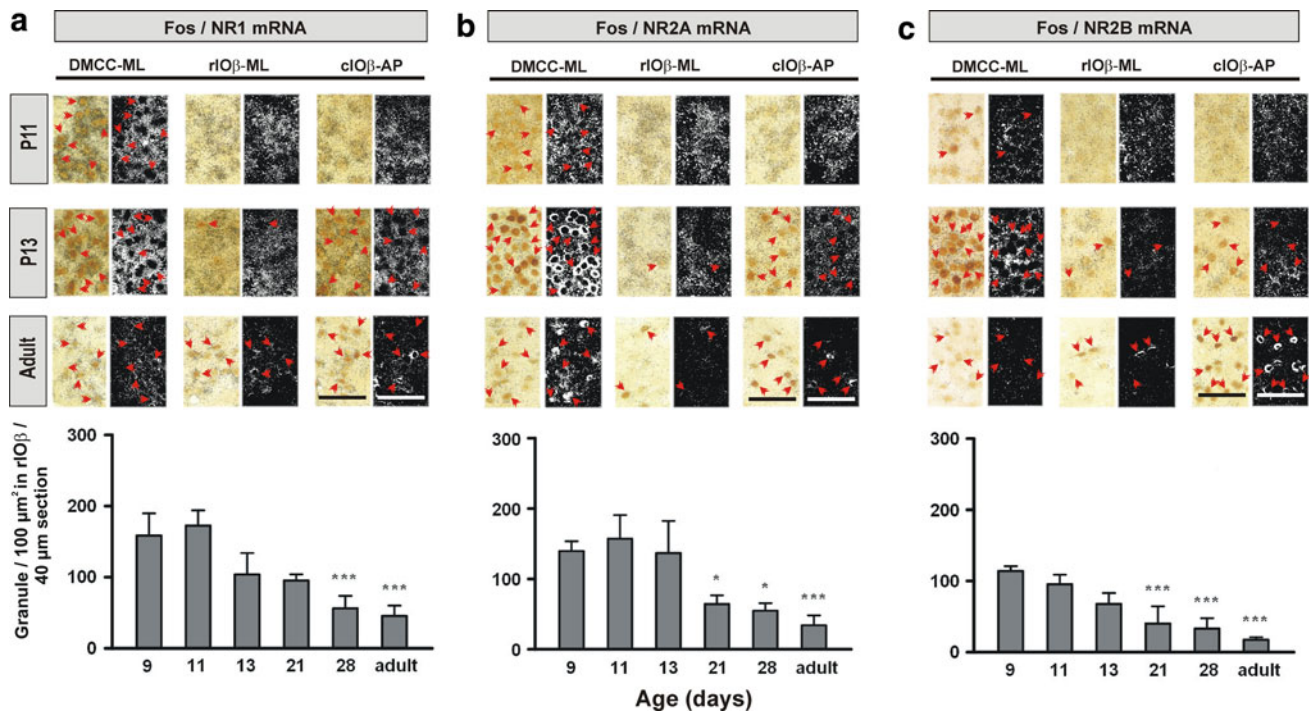 a
Fos / NR1 mRNA
DMCC-ML rIOβ-ML cIOβ-AP
P11
P13
Adult
300
200
100
0
Granule / 100 µm² in rIOβ /
40 µm section
*** ***
9 11 13 21 28 adult
b
Fos / NR2A mRNA
DMCC-ML rIOβ-ML cIOβ-AP
300
200
100
0
* * ***
9 11 13 21 28 adult
Age (days)
c
Fos / NR2B mRNA
DMCC-ML rIOβ-ML cIOβ-AP
300
200
100
0
*** *** ***
9 11 13 21 28 adult